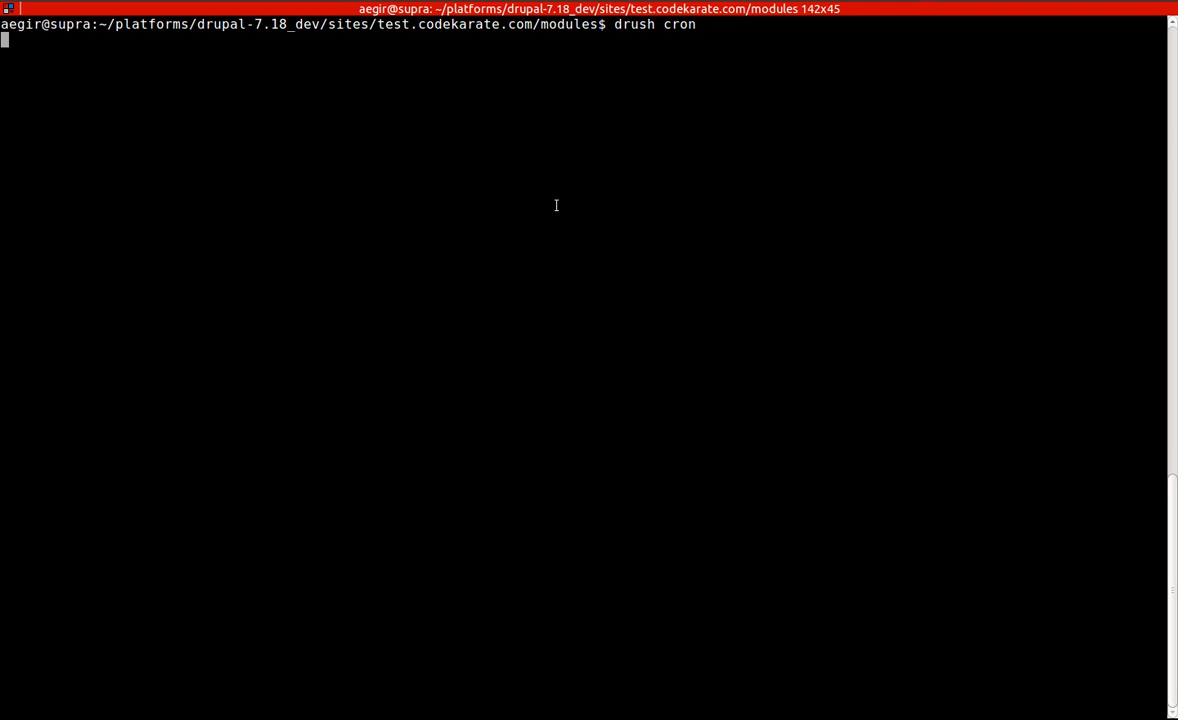 aegir@supra: ~/platforms/drupal-7.18_dev/sites/test.codekarate.com/modules 142x45
aegir@supra:~/platforms/drupal-7.18_dev/sites/test.codekarate.com/modules$ drush cron